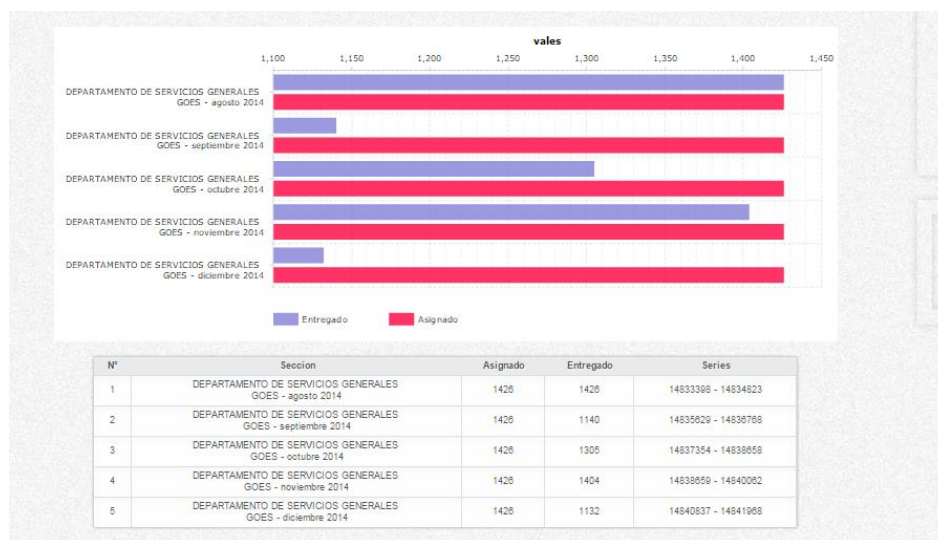 vales
1,100 1,150 1,200 1,250 1,300 1,350 1,400 1,450
DEPARTAMENTO DE SERVICIOS GENERALES
GOES - agosto 2014
DEPARTAMENTO DE SERVICIOS GENERALES
GOES - septiembre 2014
DEPARTAMENTO DE SERVICIOS GENERALES
GOES - octubre 2014
DEPARTAMENTO DE SERVICIOS GENERALES
GOES - noviembre 2014
DEPARTAMENTO DE SERVICIOS GENERALES
GOES - diciembre 2014
Entregado Asignado
N° Seccion Asignado Entregado Series
1 DEPARTAMENTO DE SERVICIOS GENERALES
GOES - agosto 2014 1426 1426 14833398 - 14834823
2 DEPARTAMENTO DE SERVICIOS GENERALES
GOES - septiembre 2014 1426 1140 14835629 - 14836768
3 DEPARTAMENTO DE SERVICIOS GENERALES
GOES - octubre 2014 1426 1305 14837354 - 14838658
4 DEPARTAMENTO DE SERVICIOS GENERALES
GOES - noviembre 2014 1426 1404 14838659 - 14840062
5 DEPARTAMENTO DE SERVICIOS GENERALES
GOES - diciembre 2014 1426 1132 14840837 - 14841968